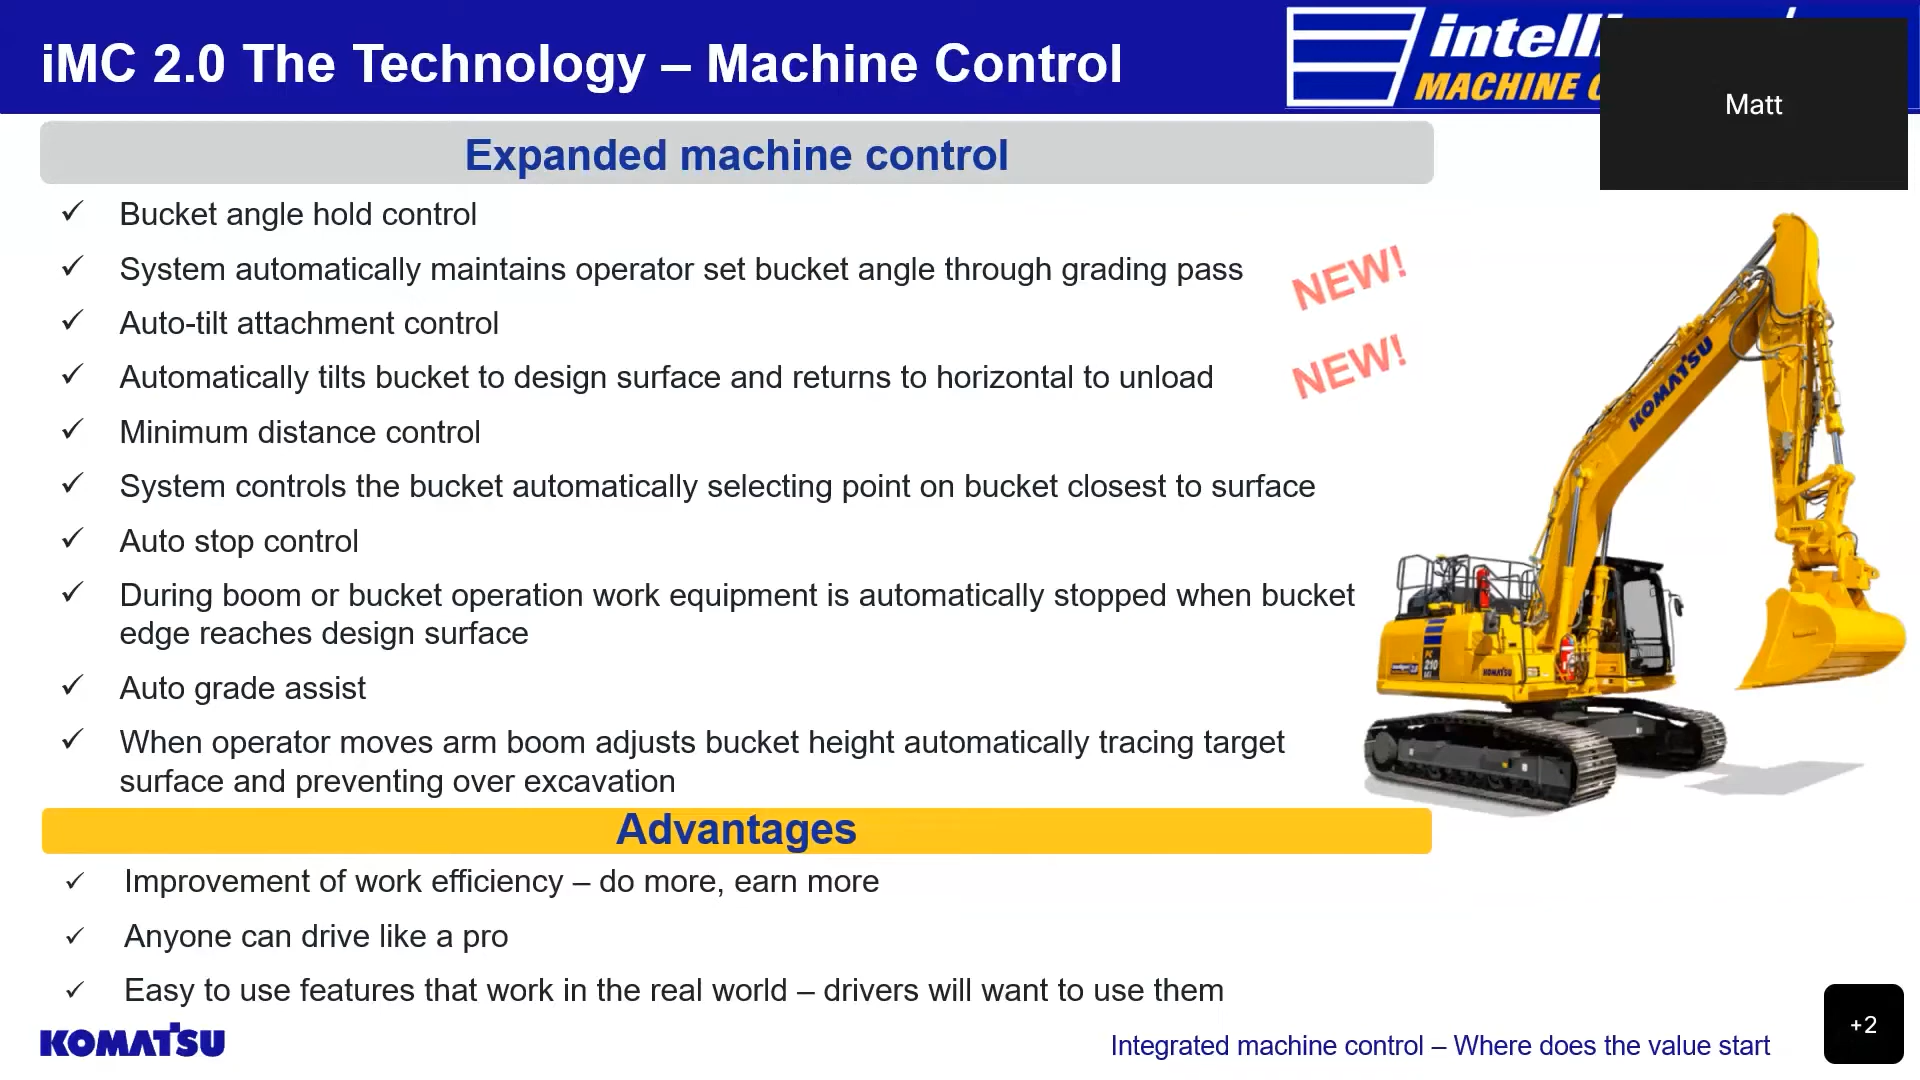 iMC 2.0 The Technology – Machine Control
MACHINE
Matt
Expanded machine control
Bucket angle hold control
System automatically maintains operator set bucket angle through grading pass
NEW!
Auto-tilt attachment control
Automatically tilts bucket to design surface and returns to horizontal to unload
NEW!
Minimum distance control
System controls the bucket automatically selecting point on bucket closest to surface
Auto stop control
During boom or bucket operation work equipment is automatically stopped when bucket
edge reaches design surface
Auto grade assist
When operator moves arm boom adjusts bucket height automatically tracing target
surface and preventing over excavation
KOMATSU
PC
210
KOMATSU
Advantages
Improvement of work efficiency – do more, earn more
Anyone can drive like a pro
Easy to use features that work in the real world – drivers will want to use them
KOMATSU
Integrated machine control – Where does the value start
+2